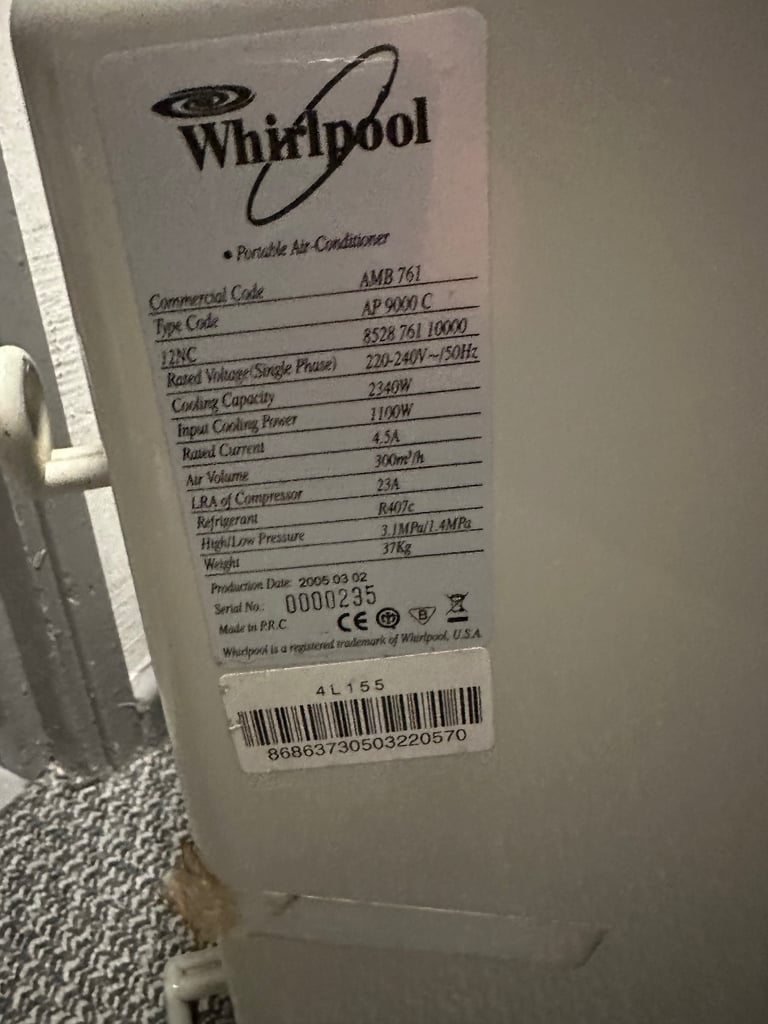 Whirlpool
• Portable Air-Conditioner
Commercial Code AMB 761
Type Code AP 9000 C
12NC 8528 761 10000
Rated Voltage(Single Phase) 220-240V~/50Hz
Cooling Capacity 2340W
Input Cooling Power 1100W
Rated Current 4.5A
Air Volume 300m³/h
LRA of Compressor 23A
Refrigerant R407c
High/Low Pressure 3.1MPa/1.4MPa
Weight 37Kg
Production Date: 2005 03 02
Serial No.: 0000235
Made in P.R.C CE B
Whirlpool is a registered trademark of Whirlpool, U.S.A
4L155
86863730503220570